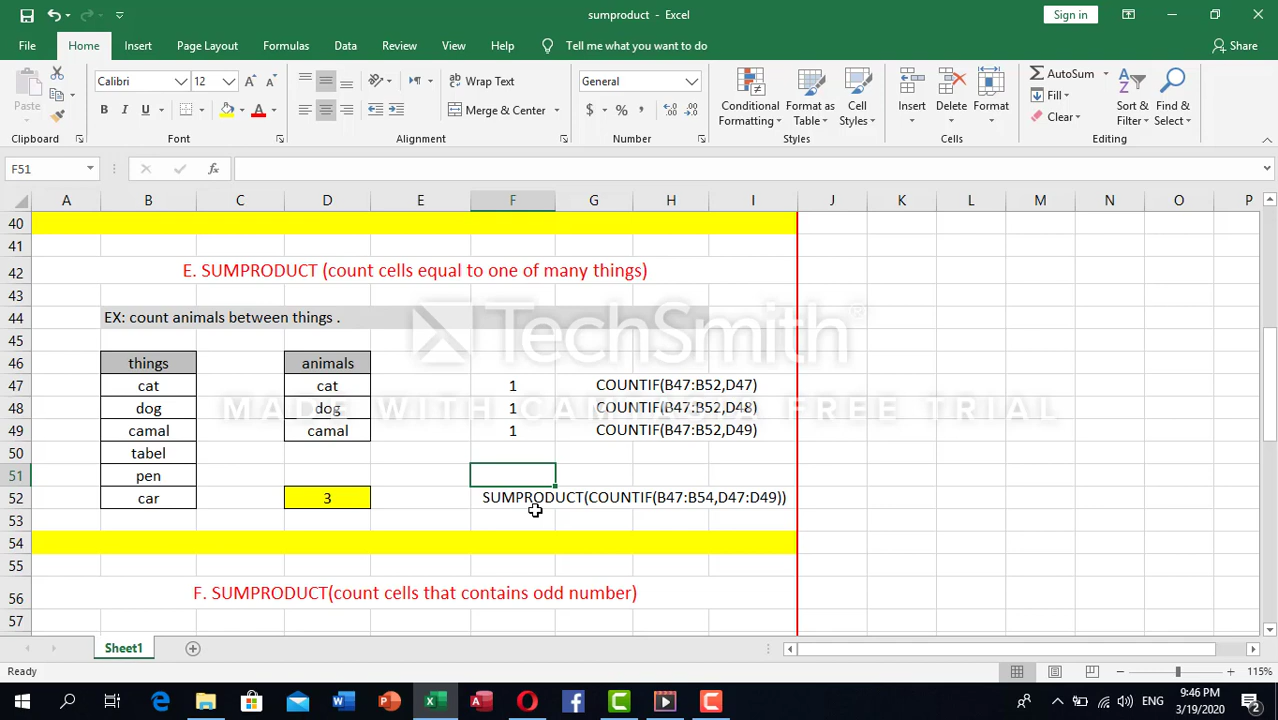 sumproduct - Excel
Sign in
File Home Insert Page Layout Formulas Data Review View Help Tell me what you want to do Share
Paste
Calibri 12
Wrap Text
Merge & Center
General
Conditional Formatting
Format as Table
Cell Styles
Insert Delete Format
AutoSum
Fill
Clear
Sort & Filter
Find & Select
Clipboard Font Alignment Number Styles Cells Editing
F51
fx
A B C D E F G H I J K L M N O P
40
41
42 E. SUMPRODUCT (count cells equal to one of many things)
43
44 EX: count animals between things .
45
46 things animals
47 cat cat 1 COUNTIF(B47:B52,D47)
48 dog dog 1 COUNTIF(B47:B52,D48)
49 camal camal 1 COUNTIF(B47:B52,D49)
50 tabel
51 pen
52 car 3 SUMPRODUCT(COUNTIF(B47:B54,D47:D49))
53
54
55
56 F. SUMPRODUCT(count cells that contains odd number)
57
TechSmith
MADE WITH CAMTASIA FREE TRIAL
Sheet1
Ready
115%
ENG
9:46 PM
3/19/2020
2